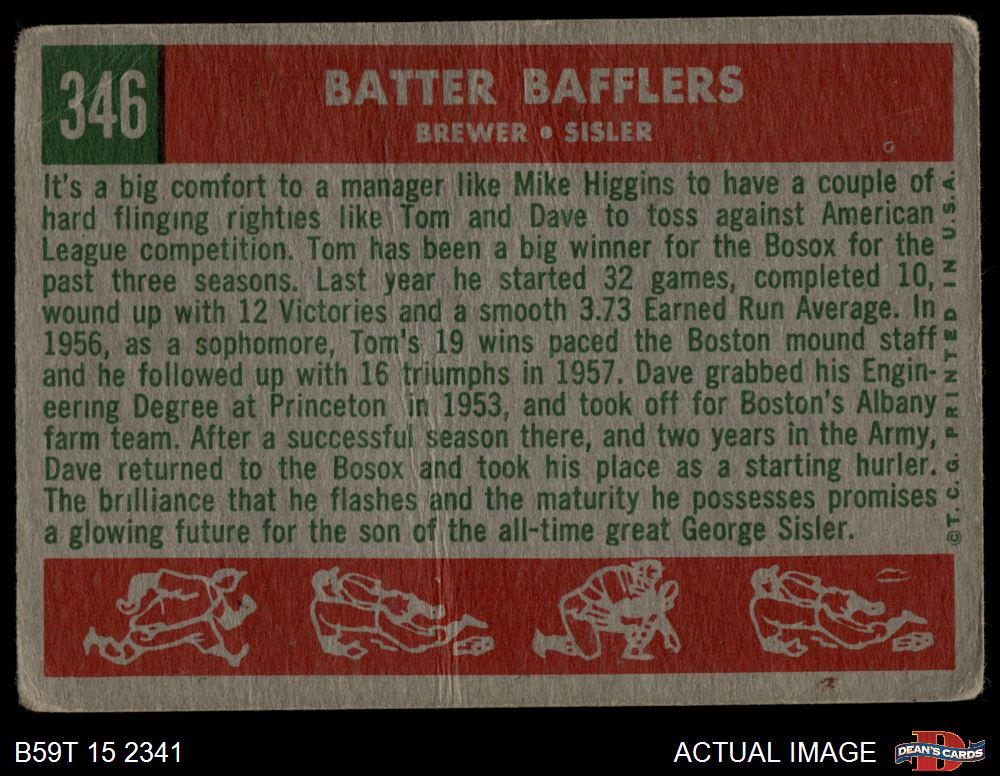 346
BATTER BAFFLERS
BREWER • SISLER
It's a big comfort to a manager like Mike Higgins to have a couple of
hard flinging righties like Tom and Dave to toss against American
League competition. Tom has been a big winner for the Bosox for the
past three seasons. Last year he started 32 games, completed 10,
wound up with 12 Victories and a smooth 3.73 Earned Run Average. In
1956, as a sophomore, Tom's 19 wins paced the Boston mound staff
and he followed up with 16 triumphs in 1957. Dave grabbed his Engin-
eering Degree at Princeton in 1953, and took off for Boston's Albany
farm team. After a successful season there, and two years in the Army,
Dave returned to the Bosox and took his place as a starting hurler.
The brilliance that he flashes and the maturity he possesses promises
a glowing future for the son of the all-time great George Sisler.
©T.C.G. PRINTED IN U.S.A.
B59T 15 2341
ACTUAL IMAGE
D
DEAN'S CARDS